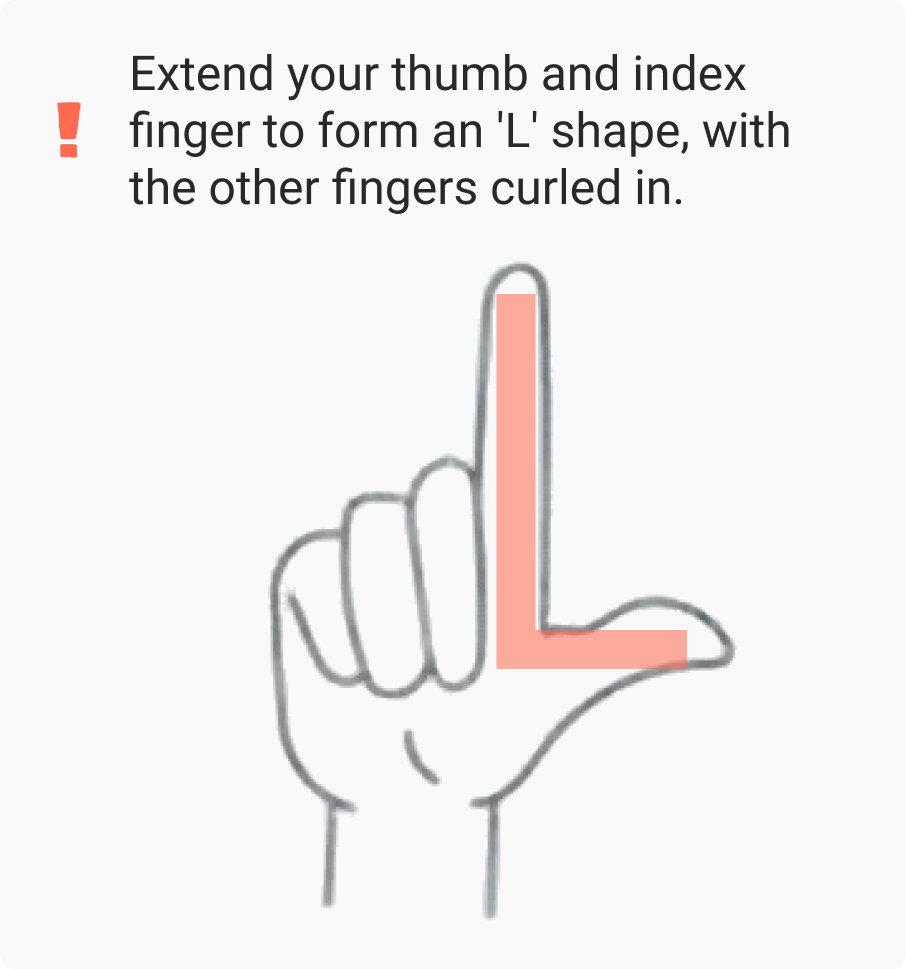 Extend your thumb and index
finger to form an 'L' shape, with
the other fingers curled in.